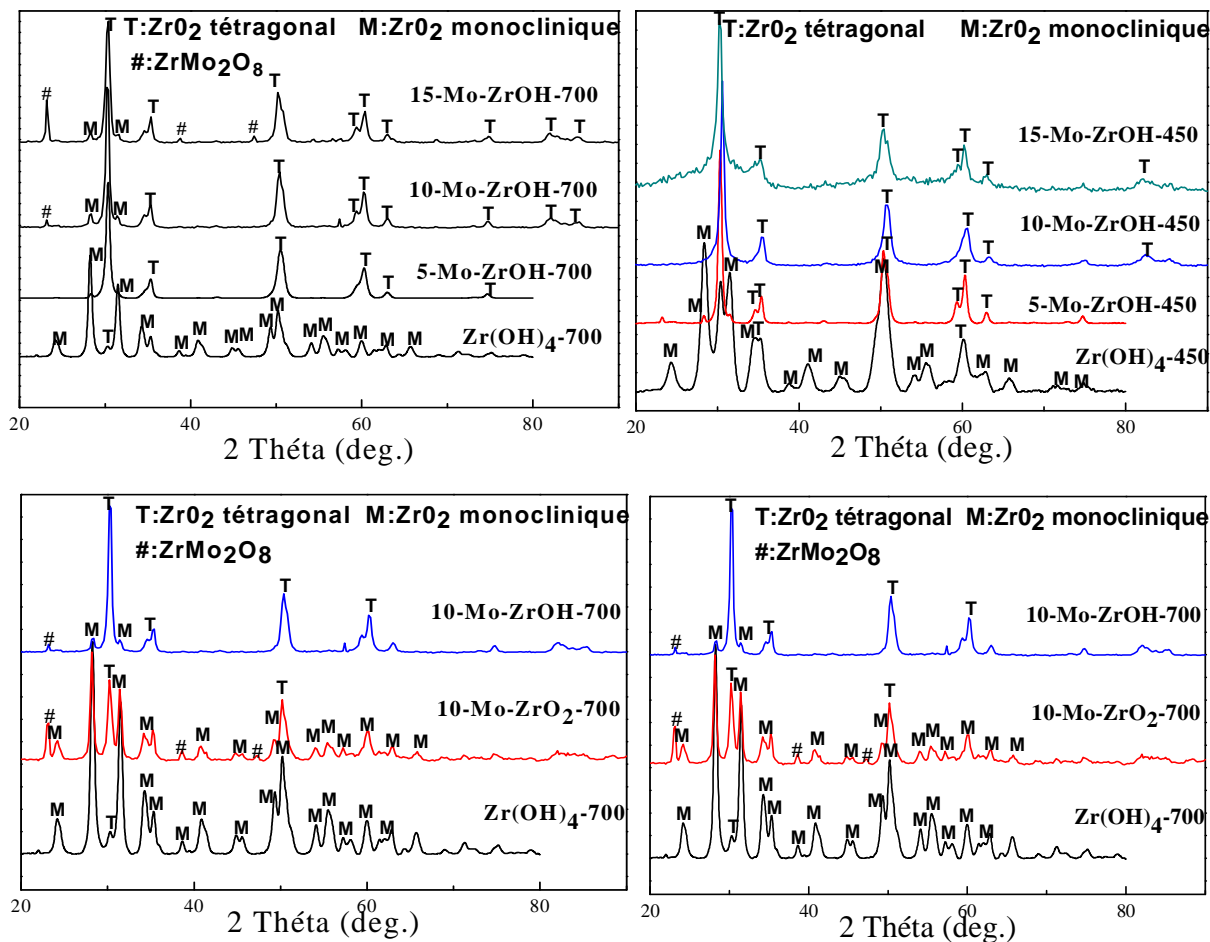 T:Zr02 tétragonal M:Zr02 monoclinique
#:ZrMo2O8
T
15-Mo-ZrOH-700
# M M T # # T T T T T T T
10-Mo-ZrOH-700
# M M T T T T T T T T
5-Mo-ZrOH-700
M M T T T T T
Zr(OH)4-700
M T M M M M M M M M M M M M M M
20 40 60 80
2 Théta (deg.)
T:Zr02 tétragonal M:Zr02 monoclinique
15-Mo-ZrOH-450
T T T T T T
10-Mo-ZrOH-450
T T T T T
5-Mo-ZrOH-450
T T T T T T
Zr(OH)4-450
M M M M T M M M M M M T M M M M
20 40 60 80
2 Théta (deg.)
T:Zr02 tétragonal M:Zr02 monoclinique
#:ZrMo2O8
T
10-Mo-ZrOH-700
# M M T T T
10-Mo-ZrO2-700
# M T M M M # M # M T M M M M M M
Zr(OH)4-700
M T M M M M M M M M M M M M
20 40 60 80
2 Théta (deg.)
T:Zr02 tétragonal M:Zr02 monoclinique
#:ZrMo2O8
T
10-Mo-ZrOH-700
# M M T T T
10-Mo-ZrO2-700
# M T M M # M M # M T M M M M M M
Zr(OH)4-700
M T M M M M M M M M M M M M
20 40 60 80
2 Théta (deg.)